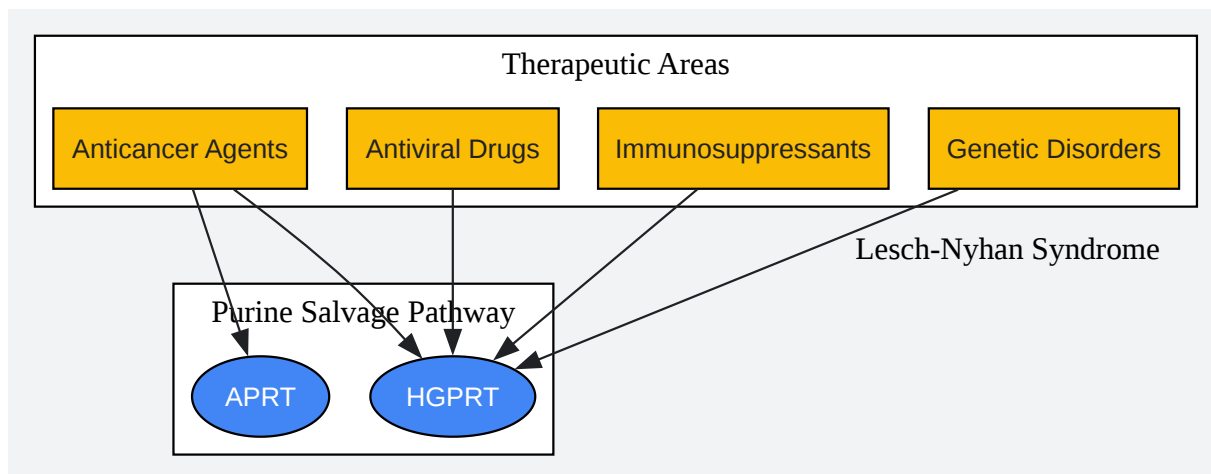 Therapeutic Areas
Anticancer Agents
Antiviral Drugs
Immunosuppressants
Genetic Disorders
Lesch-Nyhan Syndrome
Purine Salvage Pathway
APRT
HGPRT